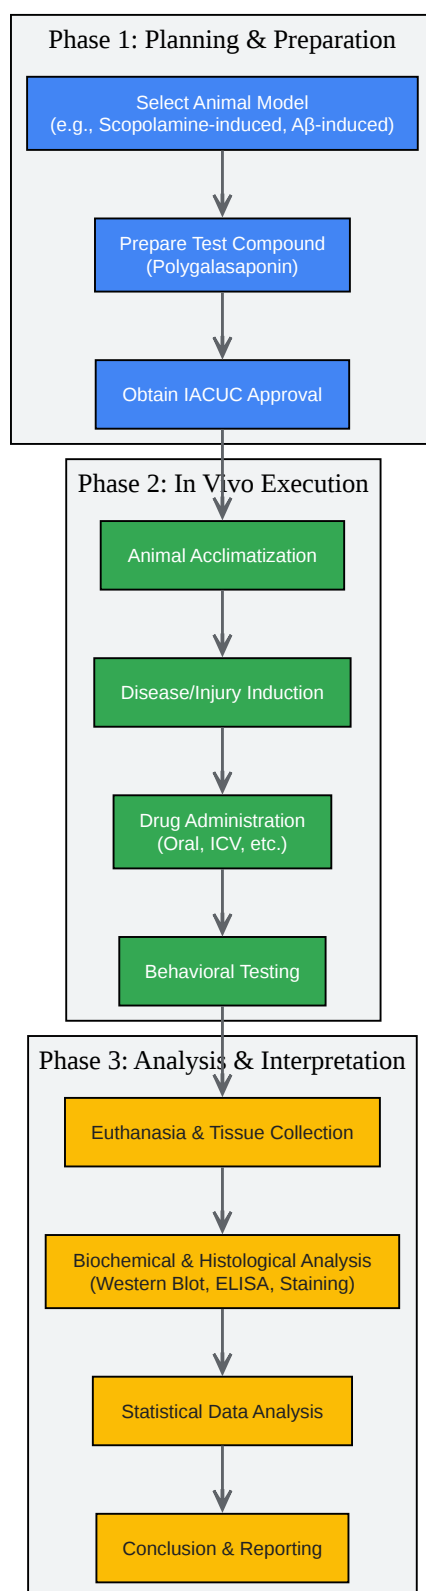 Phase 1: Planning & Preparation
Select Animal Model
(e.g., Scopolamine-induced, Aβ-induced)
Prepare Test Compound
(Polygalasaponin)
Obtain IACUC Approval
Phase 2: In Vivo Execution
Animal Acclimatization
Disease/Injury Induction
Drug Administration
(Oral, ICV, etc.)
Behavioral Testing
Phase 3: Analysis & Interpretation
Euthanasia & Tissue Collection
Biochemical & Histological Analysis
(Western Blot, ELISA, Staining)
Statistical Data Analysis
Conclusion & Reporting